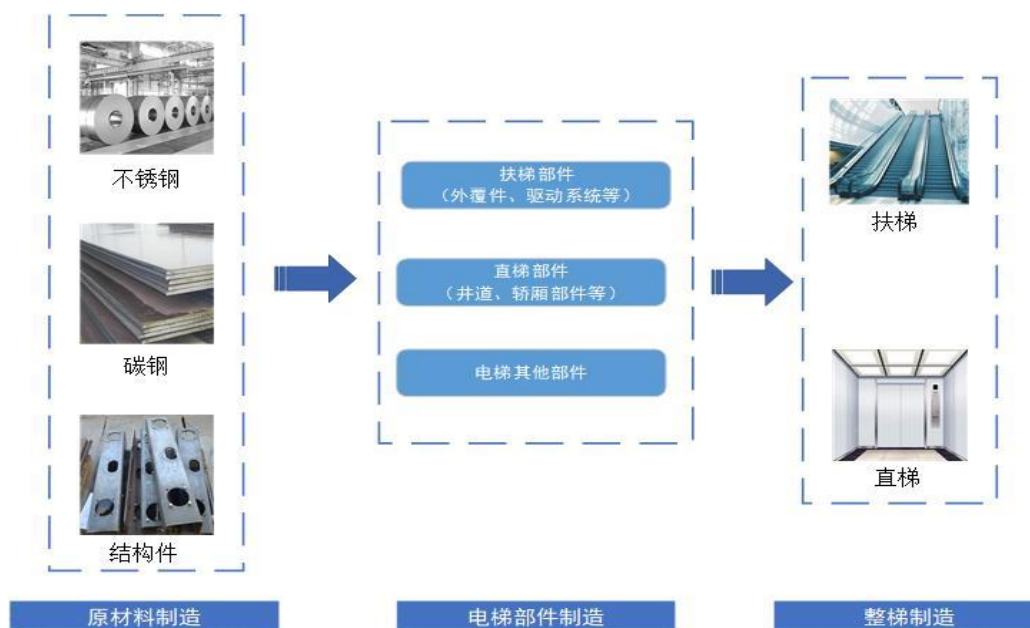 不锈钢
碳钢
结构件
扶梯部件
（外覆件、驱动系统等）
直梯部件
（井道、轿厢部件等）
电梯其他部件
扶梯
直梯
原材料制造
电梯部件制造
整梯制造